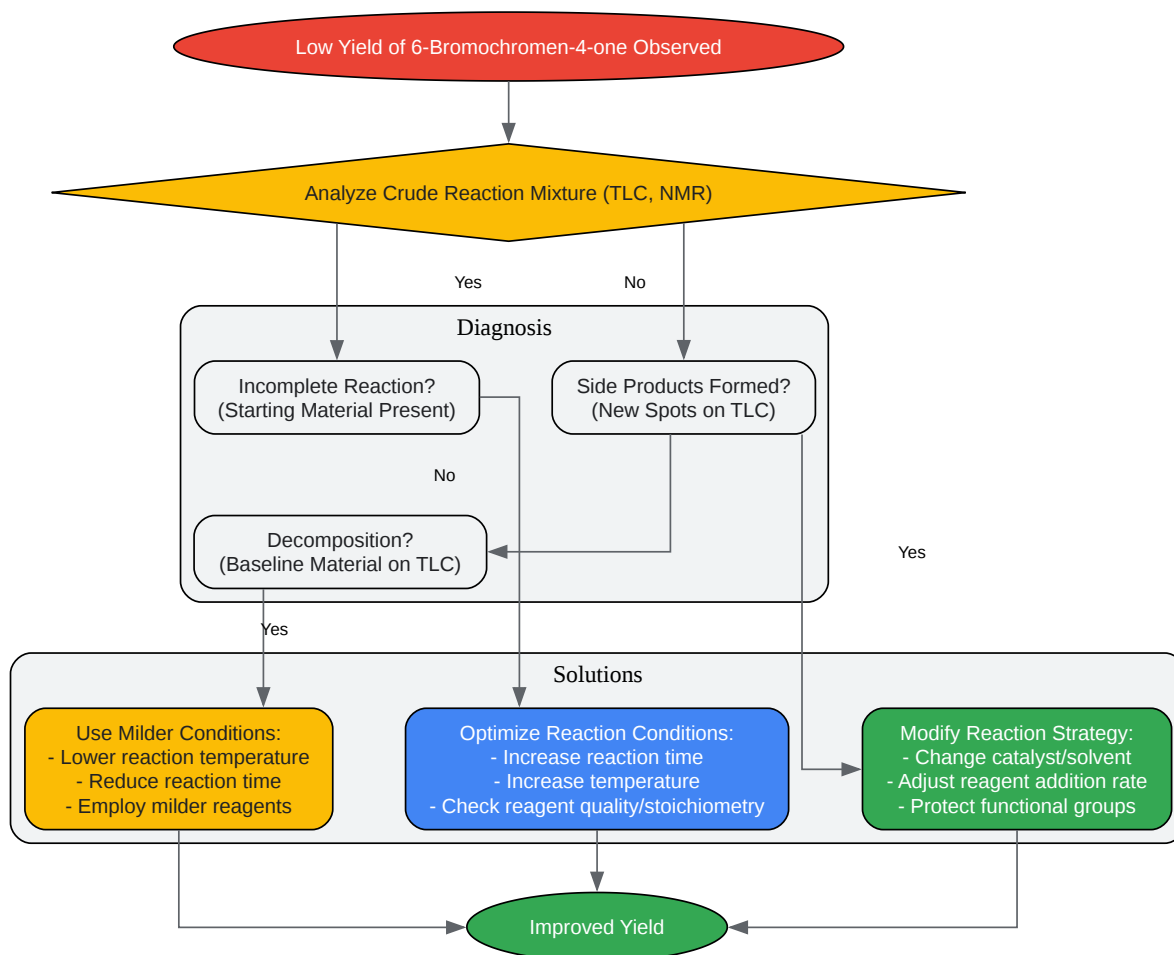 Low Yield of 6-Bromochromen-4-one Observed
Analyze Crude Reaction Mixture (TLC, NMR)
Yes
No
Diagnosis
Incomplete Reaction?
(Starting Material Present)
Side Products Formed?
(New Spots on TLC)
No
Decomposition?
(Baseline Material on TLC)
Yes
Yes
Solutions
Use Milder Conditions:
- Lower reaction temperature
- Reduce reaction time
- Employ milder reagents
Optimize Reaction Conditions:
- Increase reaction time
- Increase temperature
- Check reagent quality/stoichiometry
Modify Reaction Strategy:
- Change catalyst/solvent
- Adjust reagent addition rate
- Protect functional groups
Improved Yield